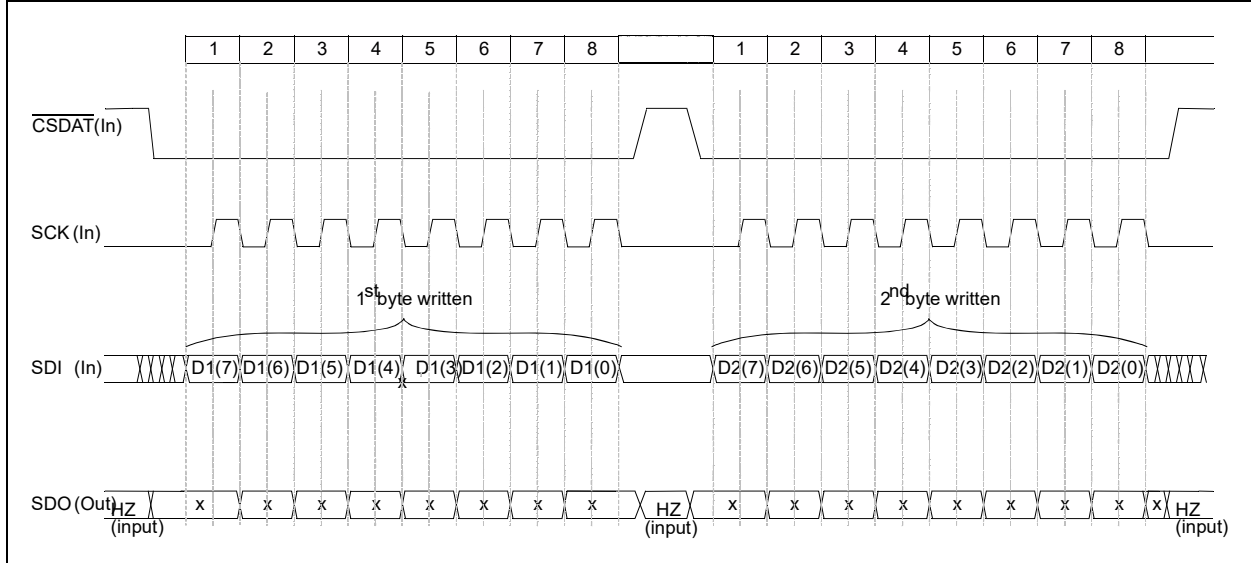 1 2 3 4 5 6 7 8 1 2 3 4 5 6 7 8
CSDAT(In)
SCK (In)
1st byte written 2nd byte written
SDI (In) D1(7) D1(6) D1(5) D1(4) D1(3) D1(2) D1(1) D1(0) D2(7) D2(6) D2(5) D2(4) D2(3) D2(2) D2(1) D2(0)
x
SDO (Out) HZ x x x x x x x x HZ x x x x x x x x x HZ
(input) (input) (input)